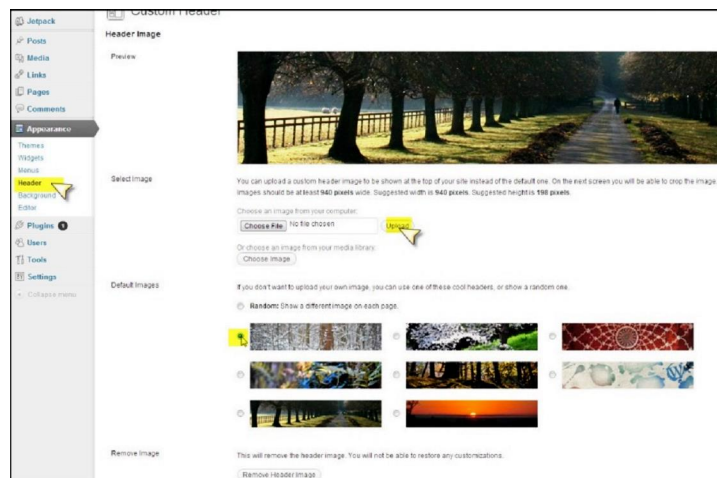 Custom Header
Jetpack
Posts
Media
Links
Pages
Comments
Appearance
Themes
Widgets
Menus
Header
Background
Editor
Plugins 1
Users
Tools
Settings
Collapse menu
Header Image
Preview
Select Image
You can upload a custom header image to be shown at the top of your site instead of the default one. On the next screen you will be able to crop the image.
Images should be at least 940 pixels wide. Suggested width is 940 pixels. Suggested height is 198 pixels.
Choose an image from your computer:
Choose File No file chosen Upload
Or choose an image from your media library:
Choose Image
Default Images
If you don't want to upload your own image, you can use one of these cool headers, or show a random one.
Random: Show a different image on each page.
Remove Image
This will remove the header image. You will not be able to restore any customizations.
Remove Header Image